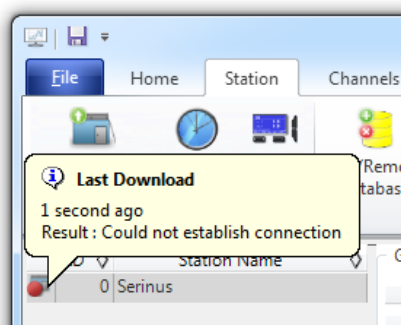 File Home Station Channels
Last Download
1 second ago
Result : Could not establish connection
Station Name
0 Serinus